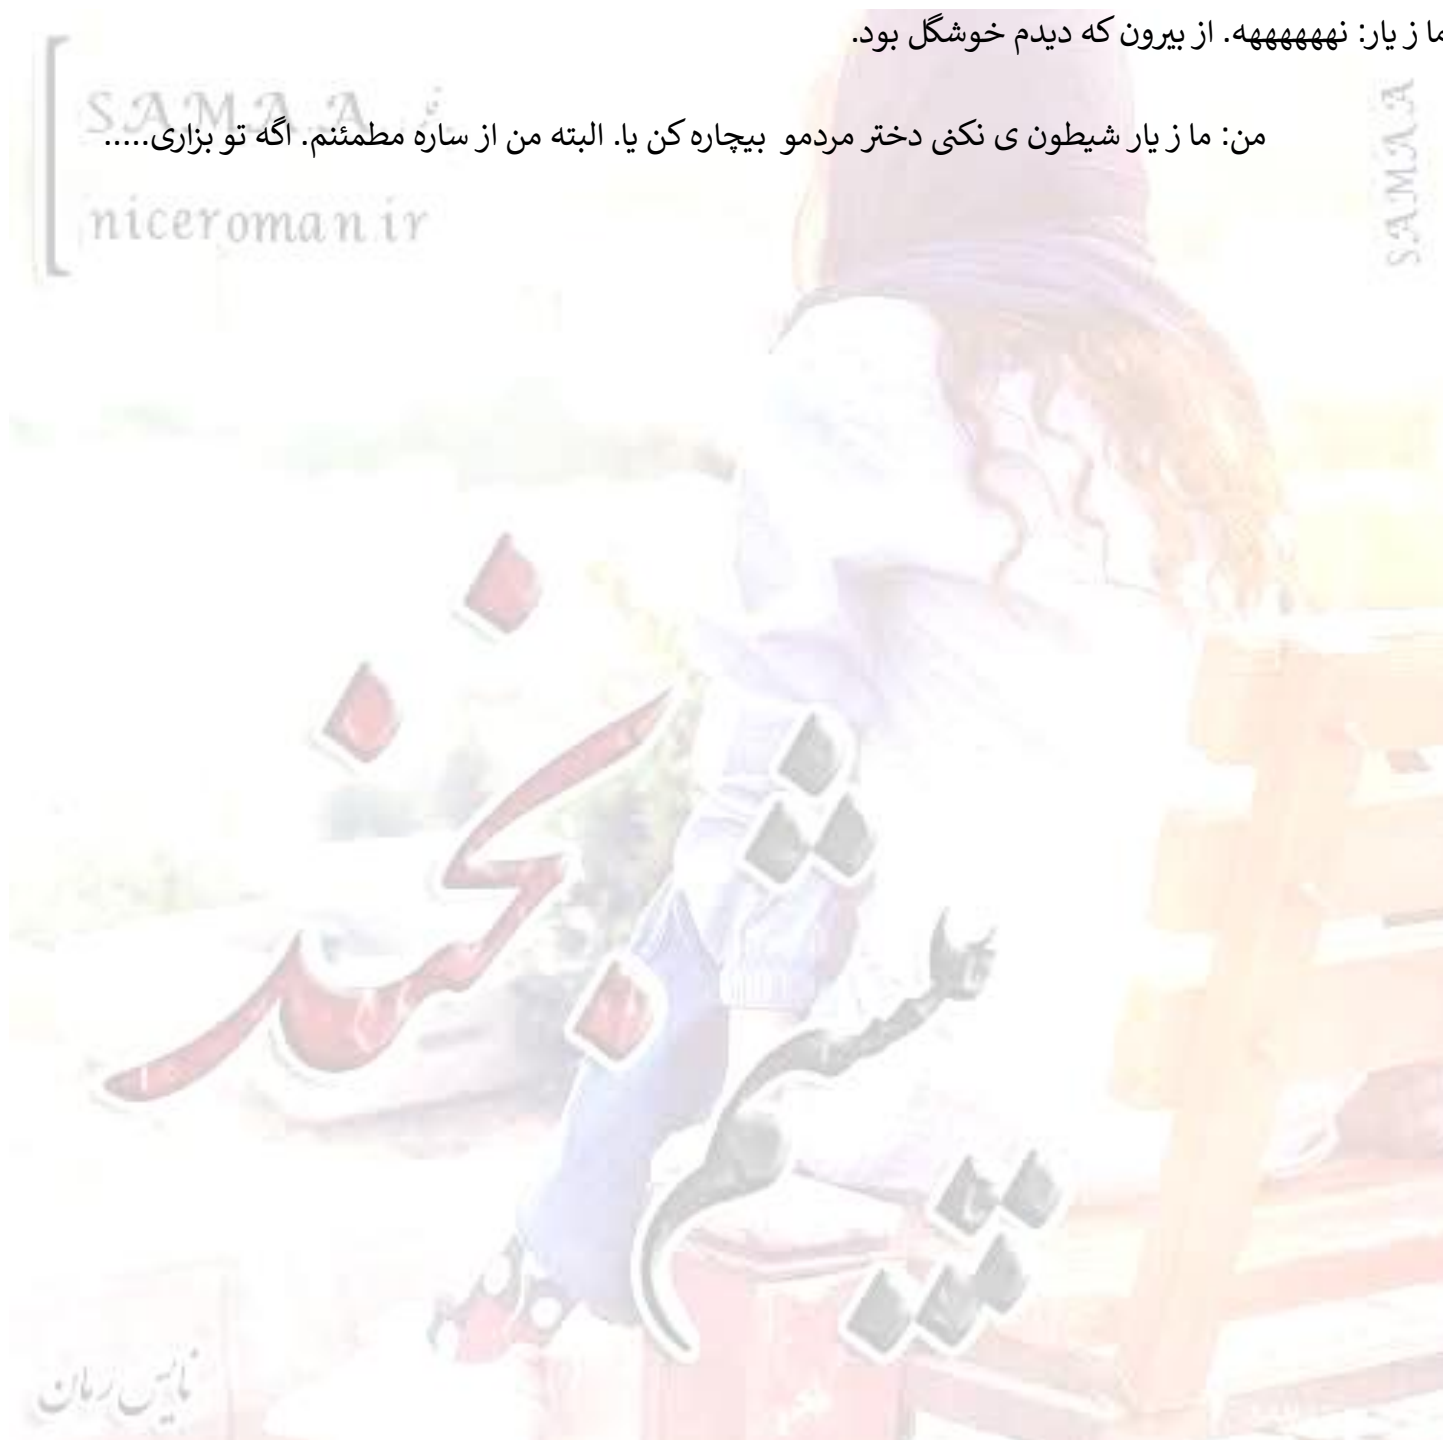 ما ز یار: نههههههه. از بیرون که دیدم خوشگل بود.
SAMA.A
من: ما ز یار شیطون ی نکنی دختر مردمو بیچاره کن یا. البته من از ساره مطمئنم. اگه تو بزاری.....
niceroman.ir
SAMA.A
نخند
نایس رمان